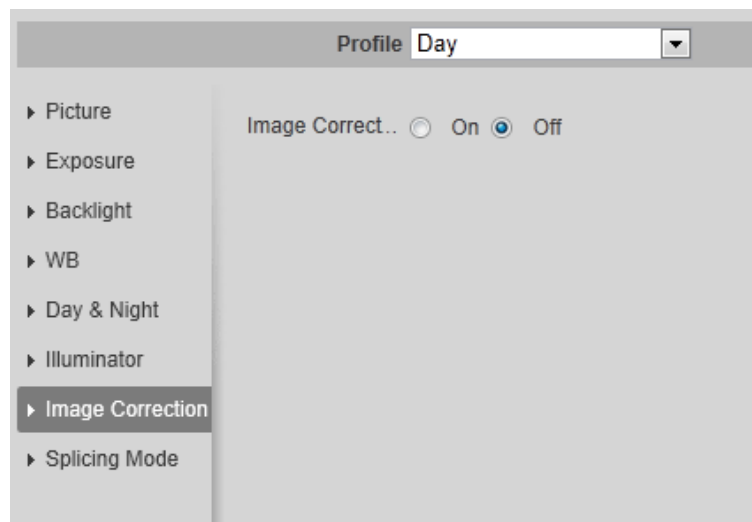 Profile Day
Picture
Exposure
Backlight
WB
Day & Night
Illuminator
Image Correction
Splicing Mode
Image Correct.. On Off